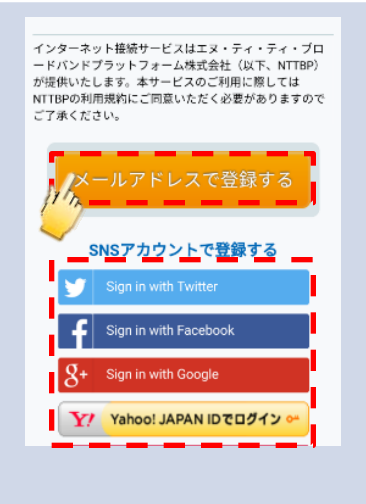 インターネット接続サービスはエヌ・ティ・ティ・ブロ
ードバンドプラットフォーム株式会社（以下、NTTBP）
が提供いたします。本サービスのご利用に際しては
NTTBPの利用規約にご同意いただく必要がありますので
ご了承ください。
メールアドレスで登録する
SNSアカウントで登録する
Sign in with Twitter
f Sign in with Facebook
g+ Sign in with Google
Y! Yahoo! JAPAN IDでログイン